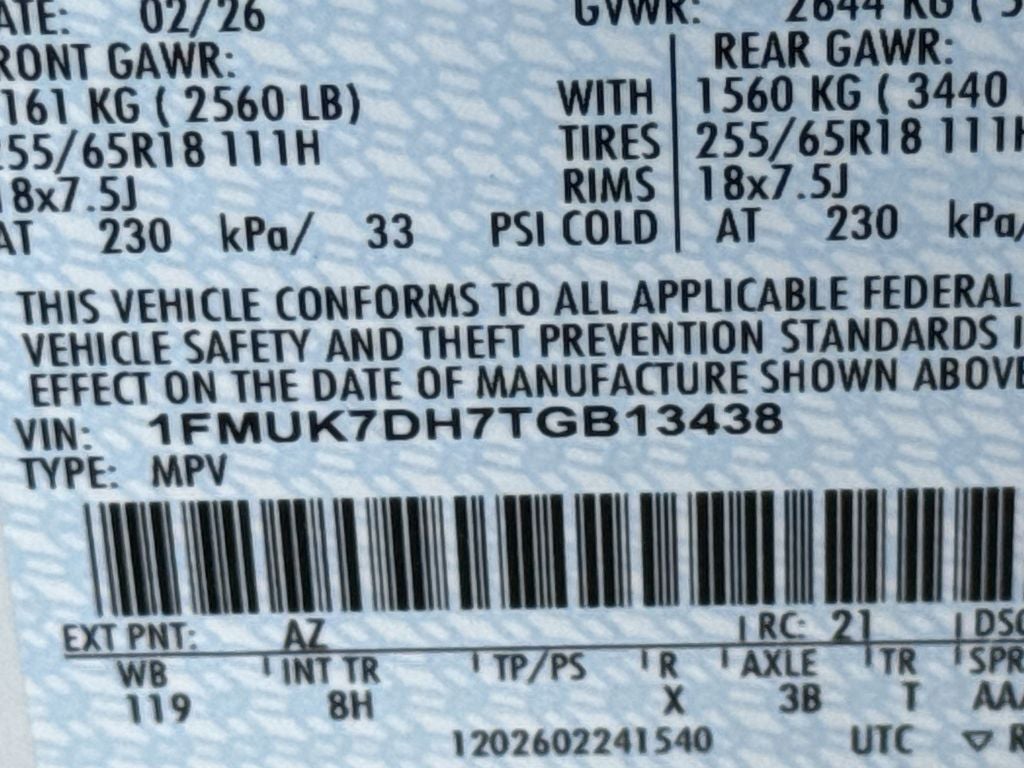 ATE: 02/26 GVWR: 2644 KG ( 5
RONT GAWR: REAR GAWR:
161 KG ( 2560 LB) WITH 1560 KG ( 3440
255/65R18 111H TIRES 255/65R18 111H
18x7.5J RIMS 18x7.5J
AT 230 kPa/ 33 PSI COLD AT 230 kPa/
THIS VEHICLE CONFORMS TO ALL APPLICABLE FEDERAL
VEHICLE SAFETY AND THEFT PREVENTION STANDARDS I
EFFECT ON THE DATE OF MANUFACTURE SHOWN ABOVE
VIN: 1FMUK7DH7TGB13438
TYPE: MPV
EXT PNT: AZ RC: 21 DSO
WB INT TR TP/PS R AXLE TR SPR
119 8H X 3B T AAA
1202602241540 UTC ▽ R